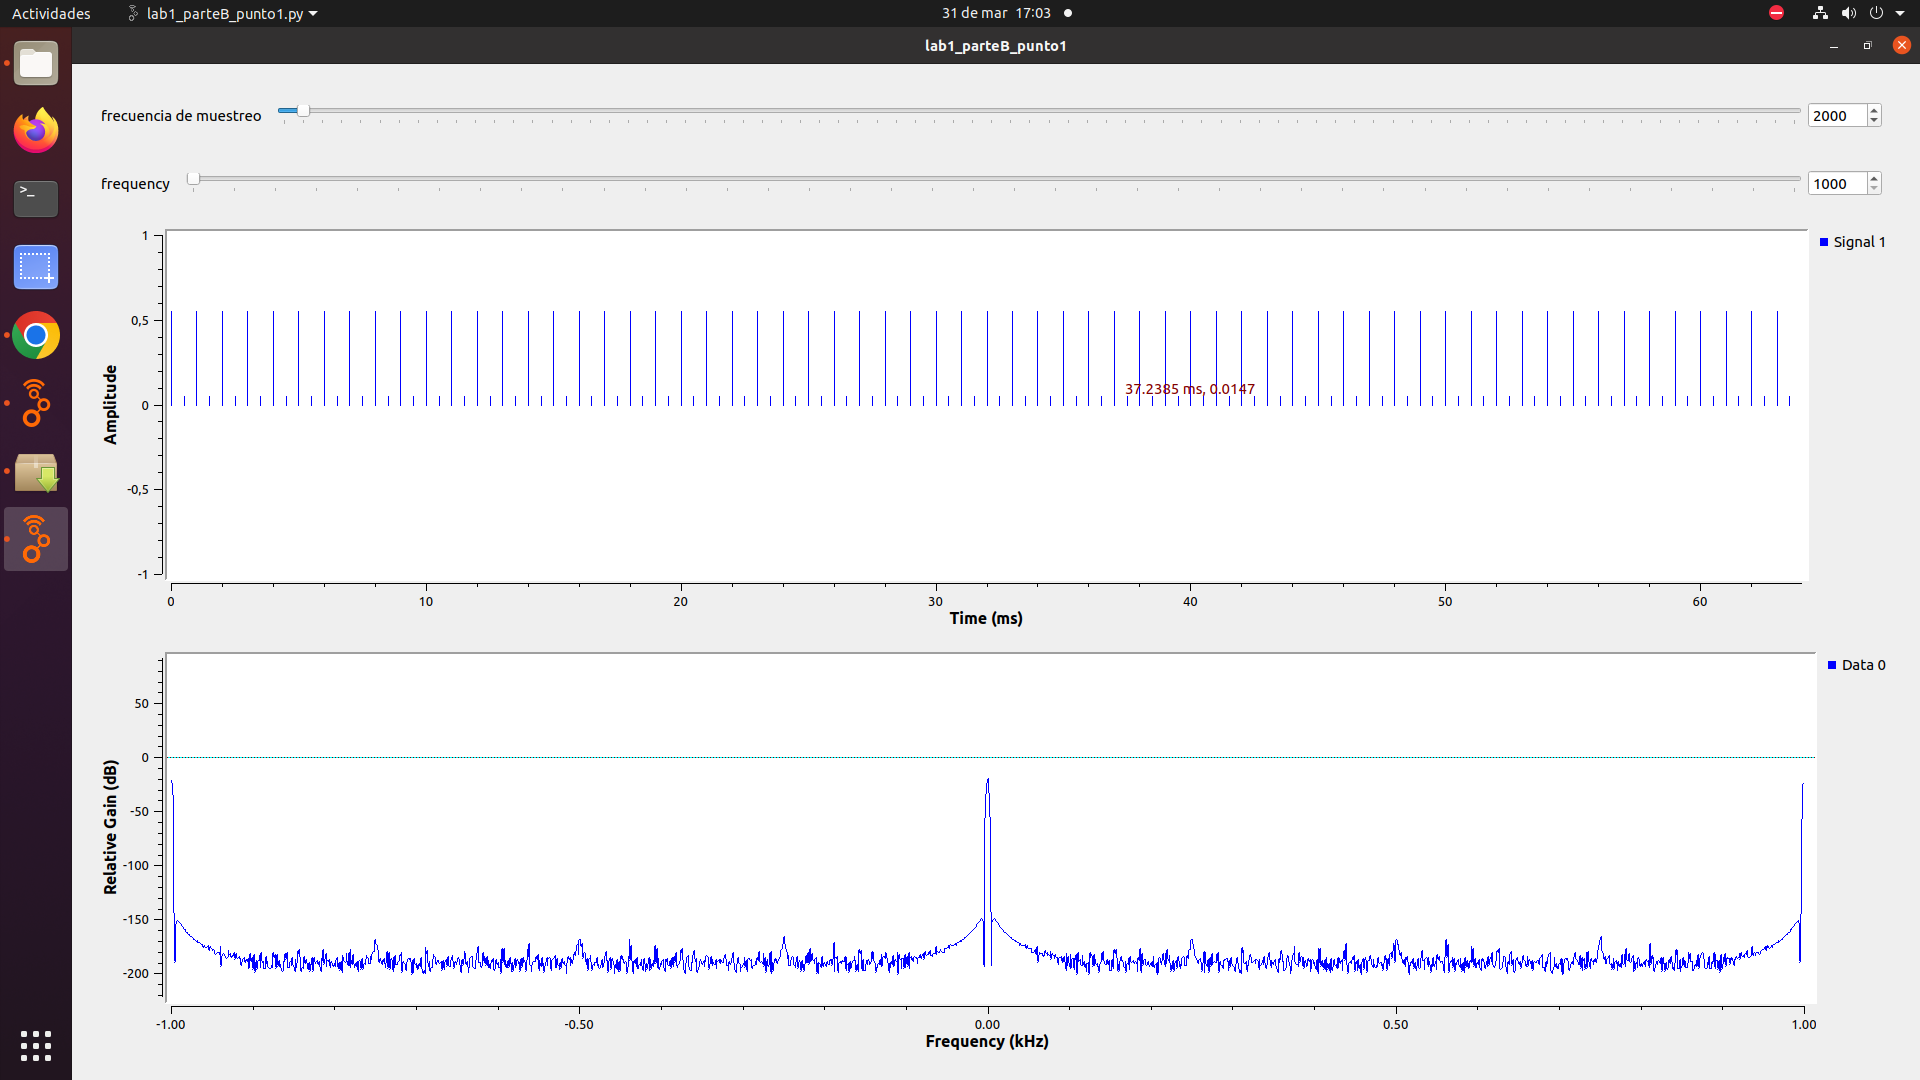 Actividades lab1_parteB_punto1.py 31 de mar 17:03
lab1_parteB_punto1
frecuencia de muestreo 2000
frequency 1000
Signal 1
1
0,5
0
-0,5
-1
Amplitude
37.2385 ms, 0.0147
0 10 20 30 40 50 60
Time (ms)
Data 0
50
0
-50
-100
-150
-200
Relative Gain (dB)
-1.00 -0.50 0.00 0.50 1.00
Frequency (kHz)